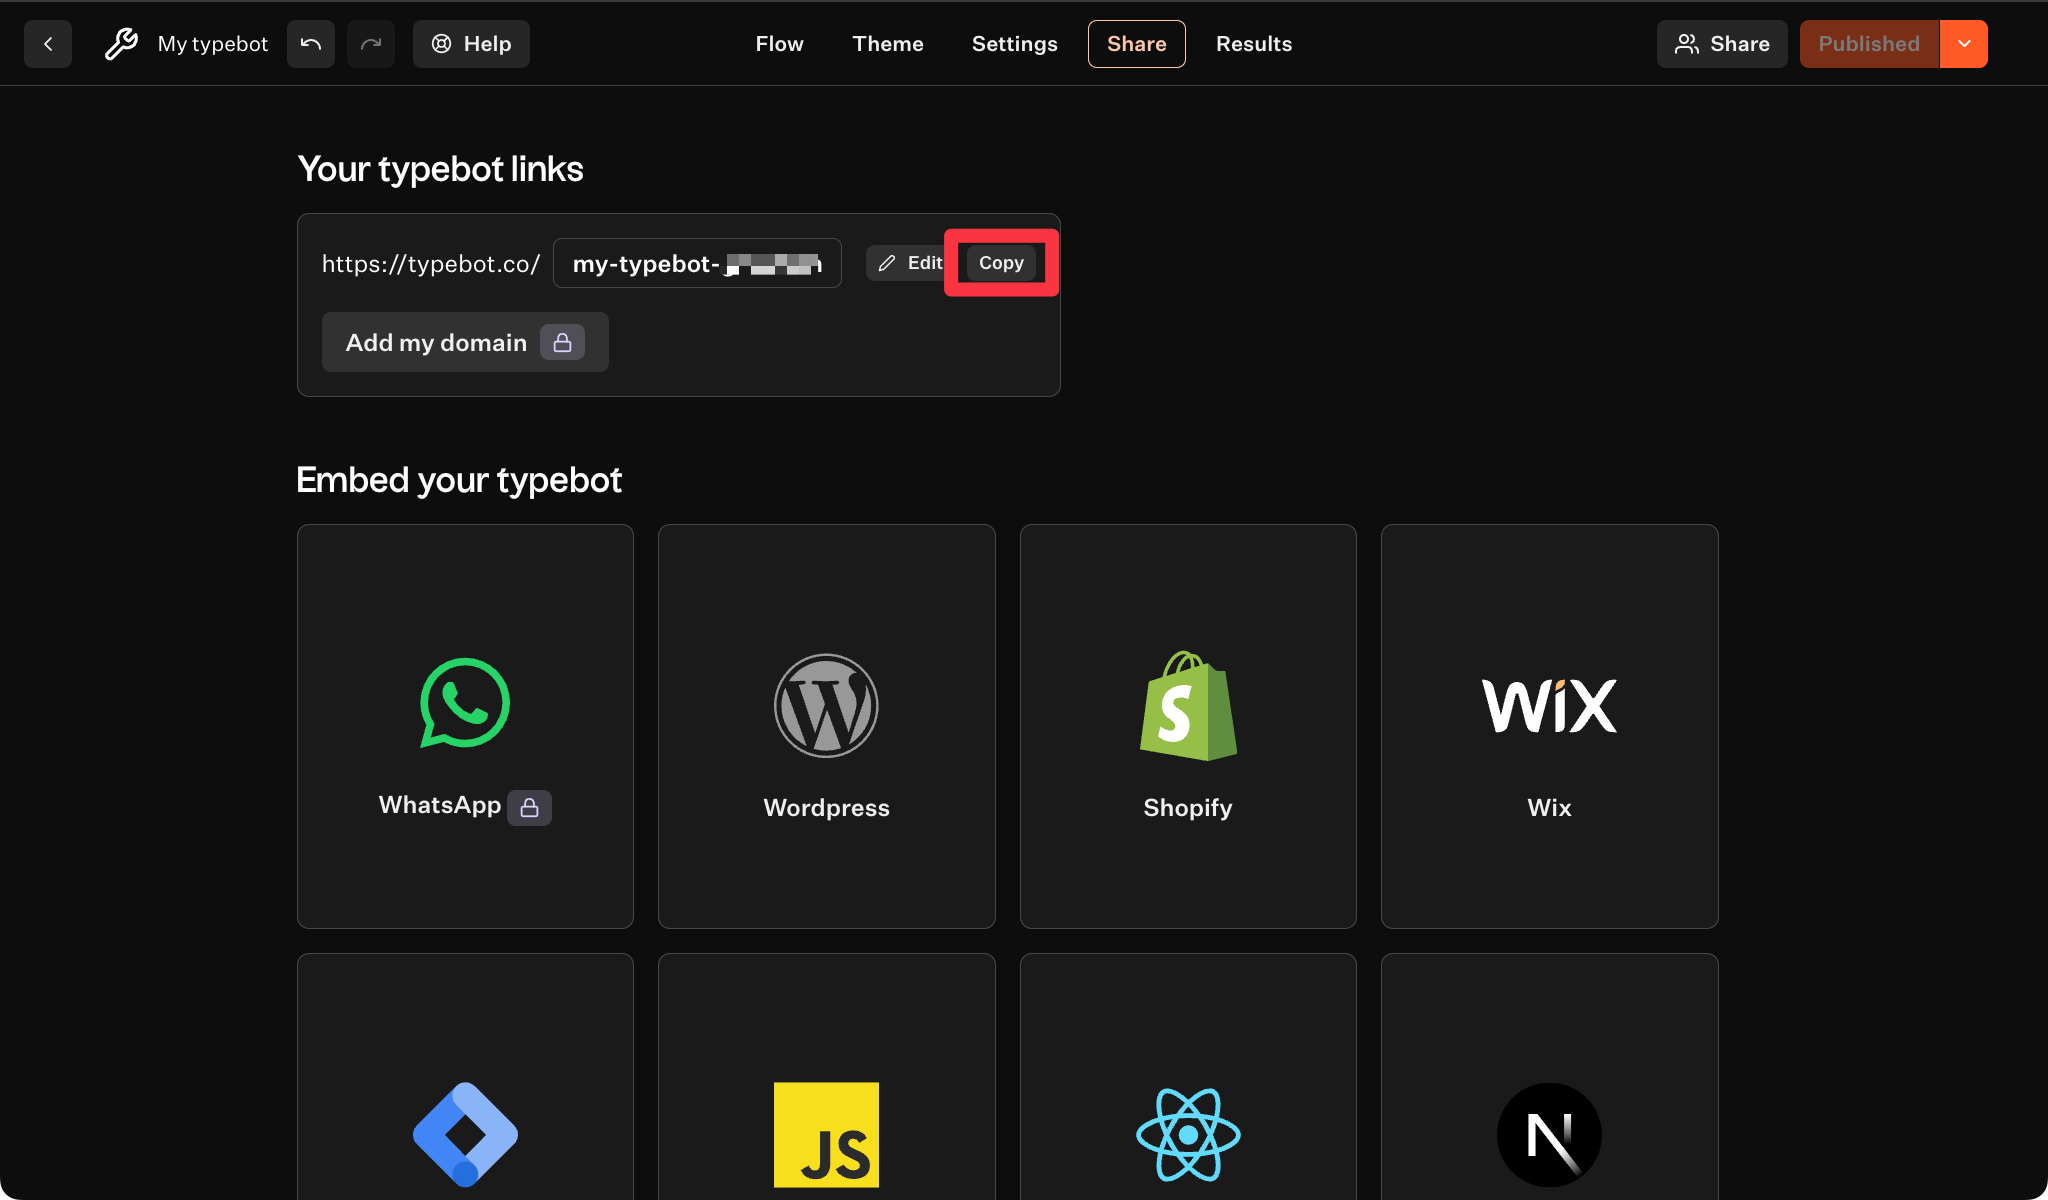 My typebot
Help
Flow
Theme
Settings
Share
Results
Share
Published
Your typebot links
https://typebot.co/
my-typebot-
Edit
Copy
Add my domain
Embed your typebot
WhatsApp
Wordpress
S
Shopify
WiX
Wix
JS
N